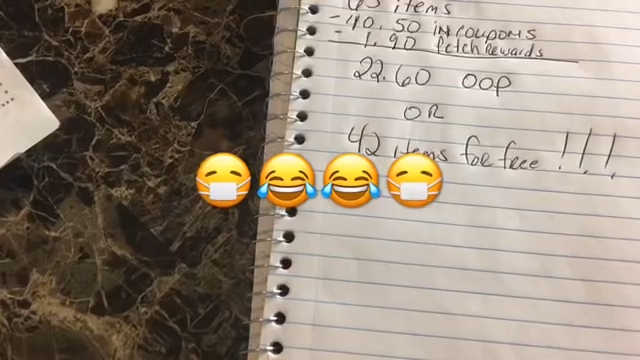 items
- 40.50 in coupons
- 1.90 fetch Rewards
22.60 OOP
OR
42 items for free !!!!